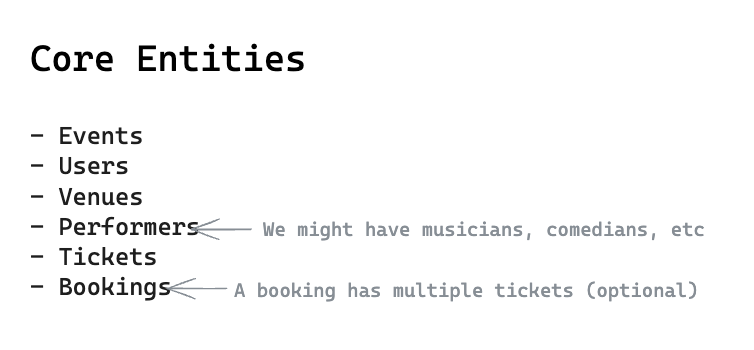 Core Entities
- Events
- Users
- Venues
- Performers We might have musicians, comedians, etc
- Tickets
- Bookings A booking has multiple tickets (optional)